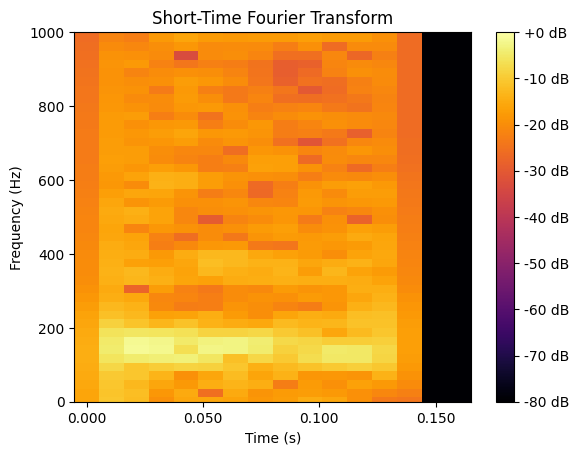 Short-Time Fourier Transform
1000
800
600
400
200
0
Frequency (Hz)
0.000
0.050
0.100
0.150
Time (s)
+0 dB
-10 dB
-20 dB
-30 dB
-40 dB
-50 dB
-60 dB
-70 dB
-80 dB